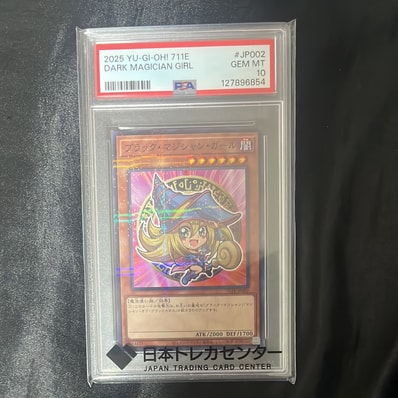 2025 YU-GI-OH! 711E #JP002
DARK MAGICIAN GIRL GEM MT
10
PSA 127896854
ブラック・マジシャン・ガール
ATK/2000 DEF/1700
日本トレカセンター
JAPAN TRADING CARD CENTER